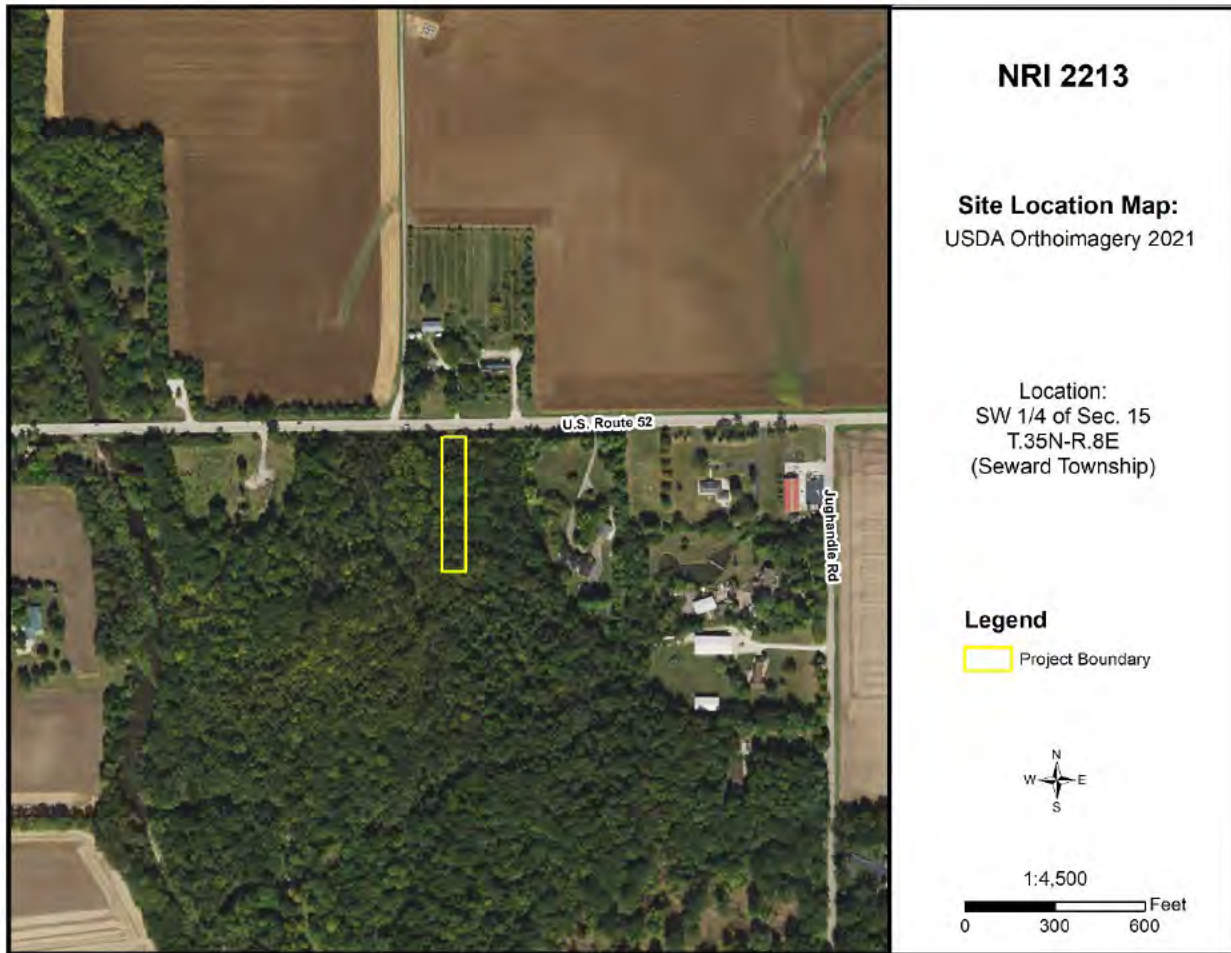 NRI 2213
Site Location Map:
USDA Orthoimagery 2021
Location:
SW 1/4 of Sec. 15
T.35N-R.8E
(Seward Township)
U.S. Route 52
Jughandle Rd
Legend
Project Boundary
N
W E
S
1:4,500
Feet
0 300 600